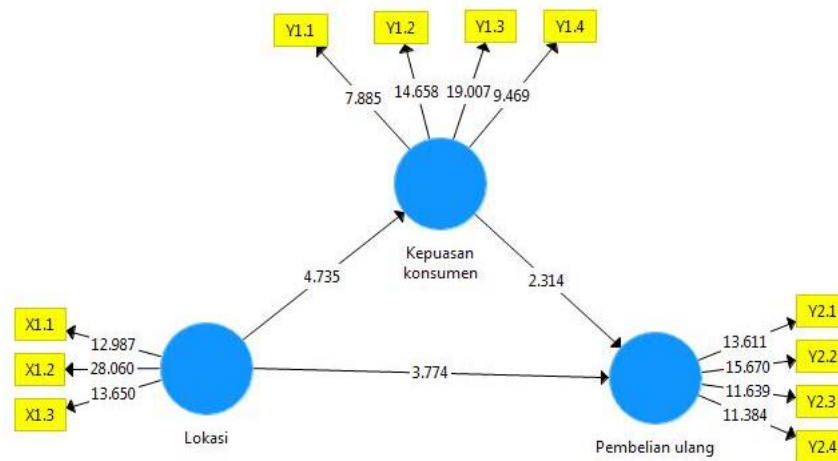 Y1.1
Y1.2
Y1.3
Y1.4
7.885
14.658
19.007
9.469
Kepuasan
konsumen
4.735
2.314
X1.1
X1.2
X1.3
12.987
28.060
13.650
Lokasi
3.774
Y2.1
Y2.2
Y2.3
Y2.4
13.611
15.670
11.639
11.384
Pembelian ulang